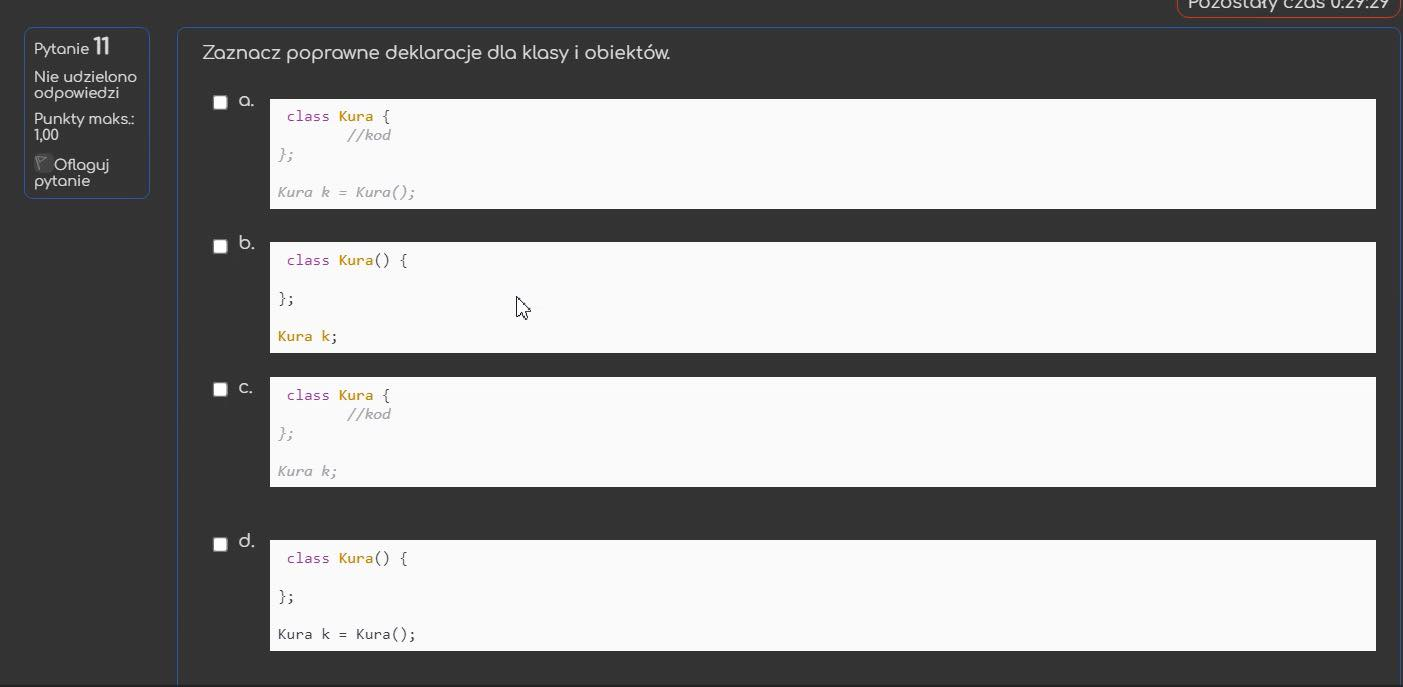 Pozostały czas 0:29:29
Pytanie 11
Nie udzielono
odpowiedzi
Punkty maks.:
1,00
Oflaguj
pytanie
Zaznacz poprawne deklaracje dla klasy i obiektów.
a.
class Kura {
//kod
};
Kura k = Kura();
b.
class Kura() {
};
Kura k;
c.
class Kura {
//kod
};
Kura k;
d.
class Kura() {
};
Kura k = Kura();